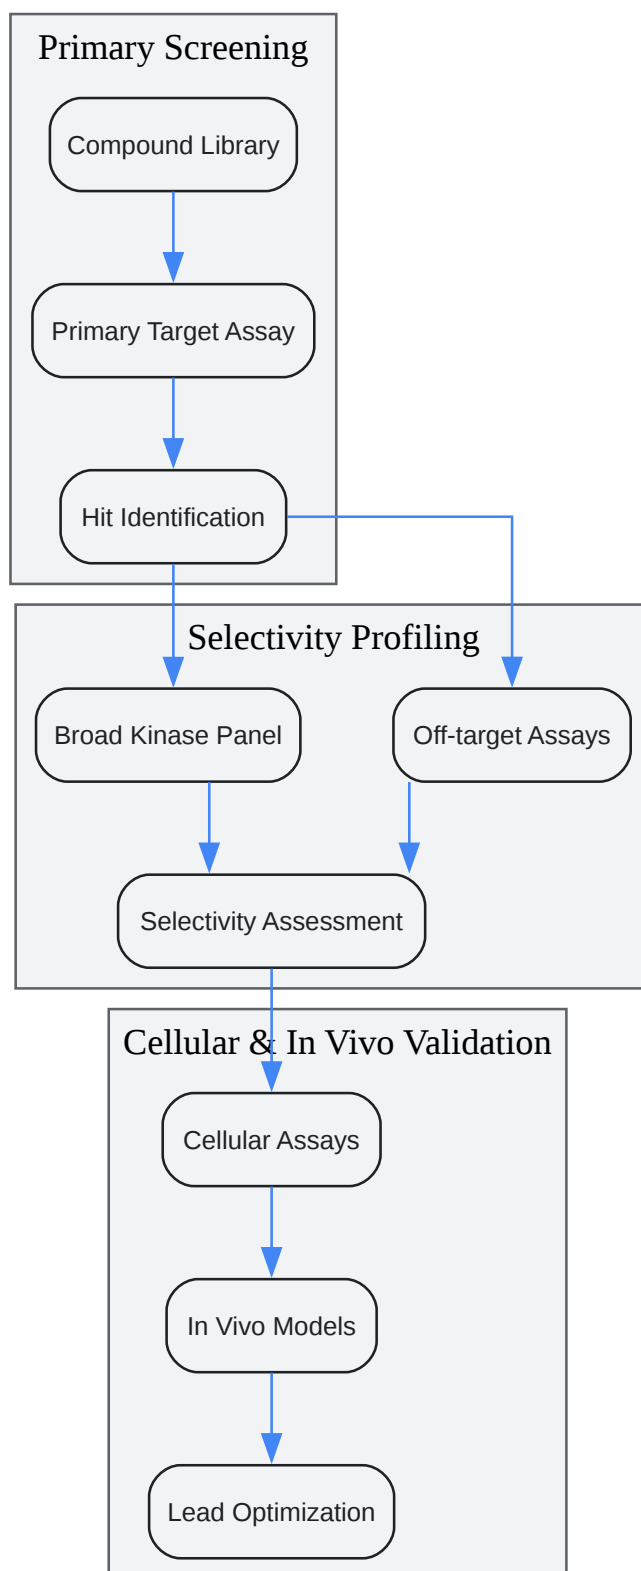 Primary Screening
Compound Library
Primary Target Assay
Hit Identification
Selectivity Profiling
Broad Kinase Panel
Off-target Assays
Selectivity Assessment
Cellular & In Vivo Validation
Cellular Assays
In Vivo Models
Lead Optimization